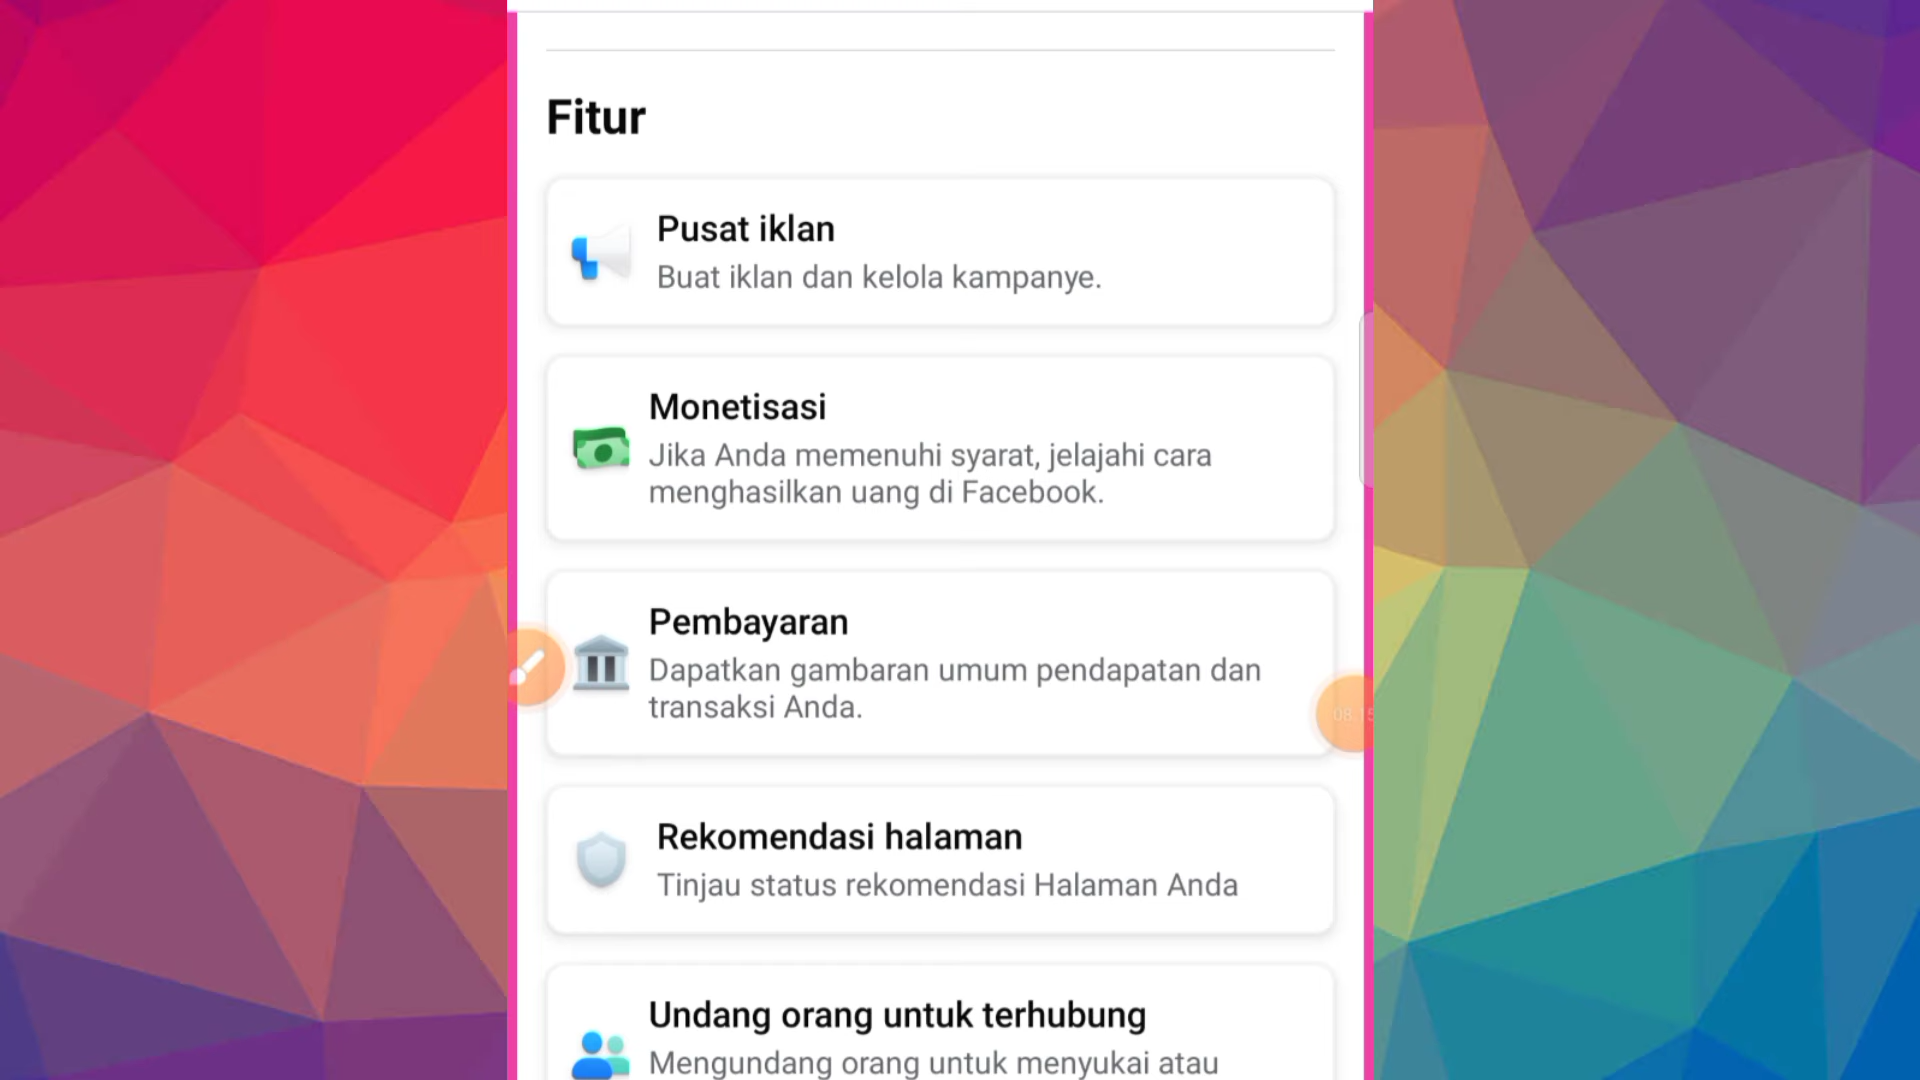 Fitur
Pusat iklan
Buat iklan dan kelola kampanye.
Monetisasi
Jika Anda memenuhi syarat, jelajahi cara
menghasilkan uang di Facebook.
Pembayaran
Dapatkan gambaran umum pendapatan dan
transaksi Anda.
08.15
Rekomendasi halaman
Tinjau status rekomendasi Halaman Anda
Undang orang untuk terhubung
Mengundang orang untuk menyukai atau